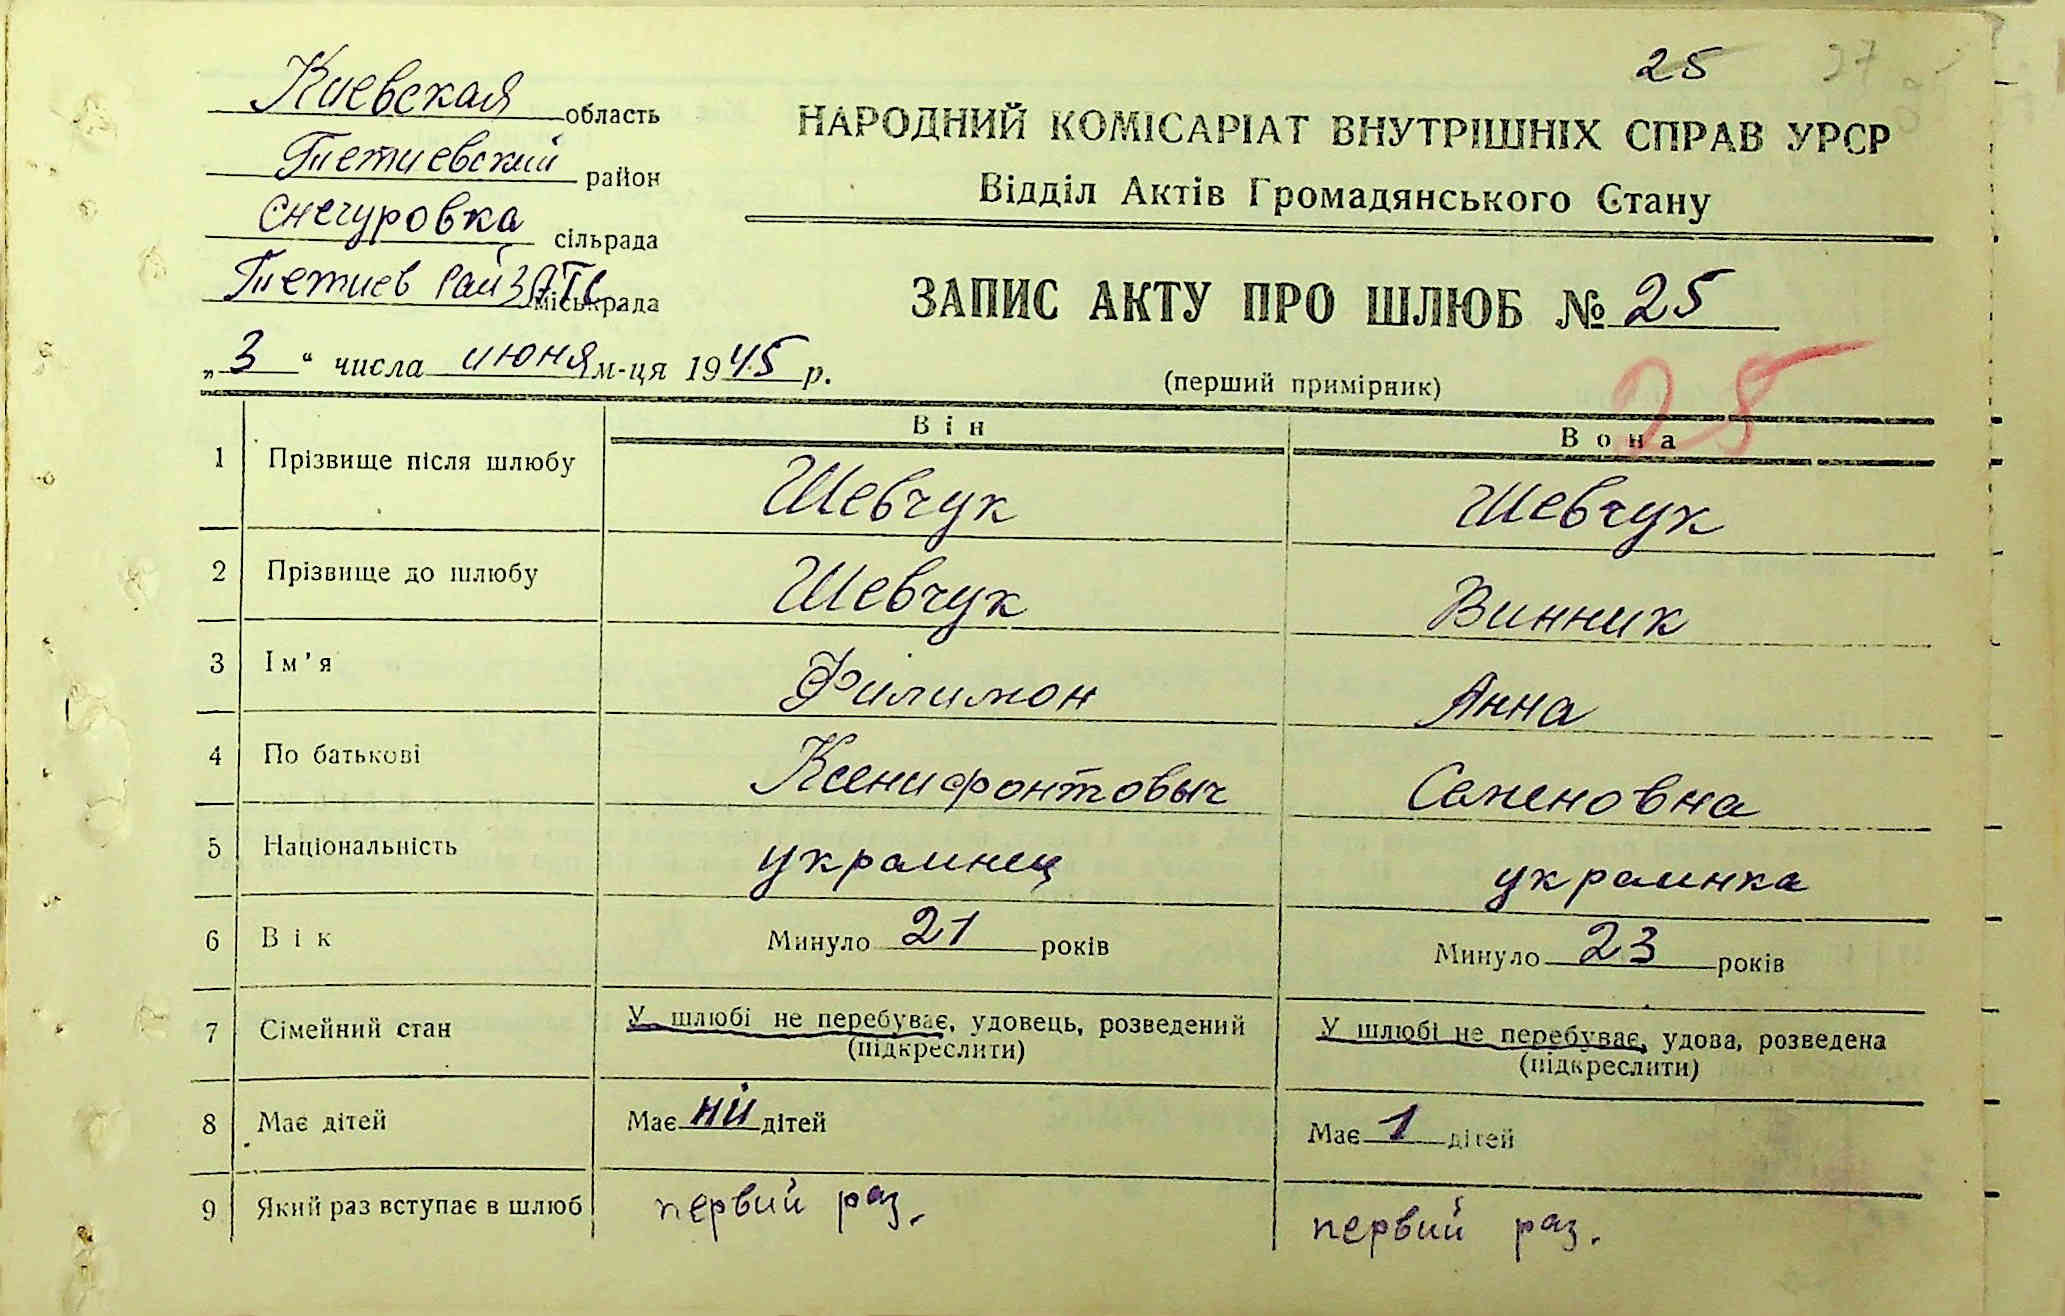 25 37
Киевская область
Тетиевский район
Снегуровка сільрада
Тетиев РайЗАГС міськрада
„3“ числа июня м-ця 1945 р.
НАРОДНИЙ КОМІСАРІАТ ВНУТРІШНІХ СПРАВ УРСР
Відділ Актів Громадянського Стану
ЗАПИС АКТУ ПРО ШЛЮБ № 25
(перший примірник)
25
Він Вона
1 Прізвище після шлюбу Шевчук Шевчук
2 Прізвище до шлюбу Шевчук Винник
3 Ім'я Филимон Анна
4 По батькові Ксенифонтовыч Семеновна
5 Національність украинец украинка
6 Вік Минуло 21 років Минуло 23 років
7 Сімейний стан У шлюбі не перебуває, удовець, розведений У шлюбі не перебуває, удова, розведена
(підкреслити) (підкреслити)
8 Має дітей Має ни дітей Має 1 дітей
9 Який раз вступає в шлюб первий раз. первий раз.